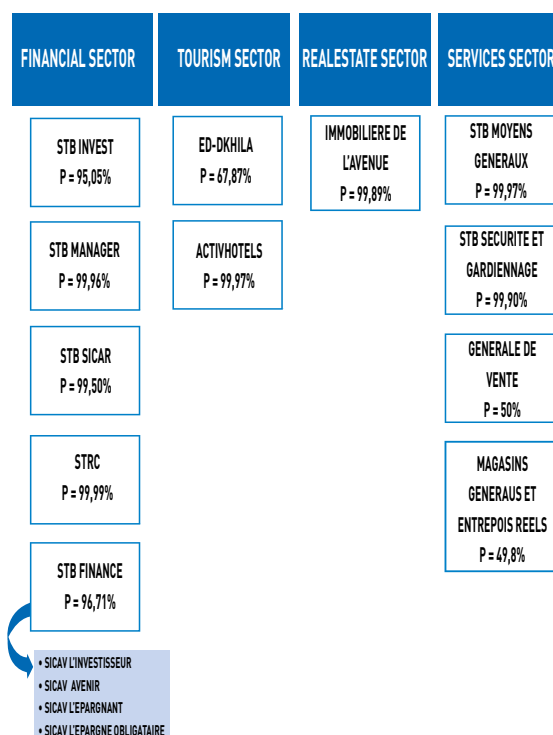 FINANCIAL SECTOR
STB INVEST
P = 95,05%
STB MANAGER
P = 99,96%
STB SICAR
P = 99,50%
STRC
P = 99,99%
STB FINANCE
P = 96,71%
• SICAV L'INVESTISSEUR
• SICAV AVENIR
• SICAV L'EPARGNANT
• SICAV L'EPARGNE OBLIGATAIRE
TOURISM SECTOR
ED-DKHILA
P = 67,87%
ACTIVHOTELS
P = 99,97%
REALESTATE SECTOR
IMMOBILIERE DE
L'AVENUE
P = 99,89%
SERVICES SECTOR
STB MOYENS
GENERAUX
P = 99,97%
STB SECURITE ET
GARDIENNAGE
P = 99,90%
GENERALE DE
VENTE
P = 50%
MAGASINS
GENERAUS ET
ENTREPOIS REELS
P = 49,8%